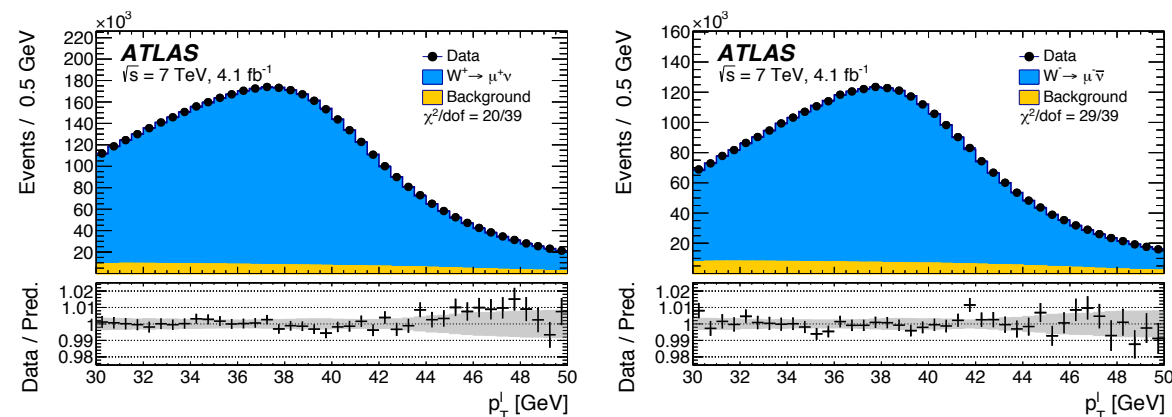 ×10³
220
200
180
160
140
120
100
80
60
40
20
Events / 0.5 GeV
ATLAS
√s = 7 TeV, 4.1 fb⁻¹
Data
W⁺→ μ⁺ν
Background
χ²/dof = 20/39
1.02
1.01
1
0.99
0.98
Data / Pred.
30 32 34 36 38 40 42 44 46 48 50
p_T^l [GeV]
×10³
160
140
120
100
80
60
40
20
Events / 0.5 GeV
ATLAS
√s = 7 TeV, 4.1 fb⁻¹
Data
W⁻→ μ⁻ν̅
Background
χ²/dof = 29/39
1.02
1.01
1
0.99
0.98
Data / Pred.
30 32 34 36 38 40 42 44 46 48 50
p_T^l [GeV]